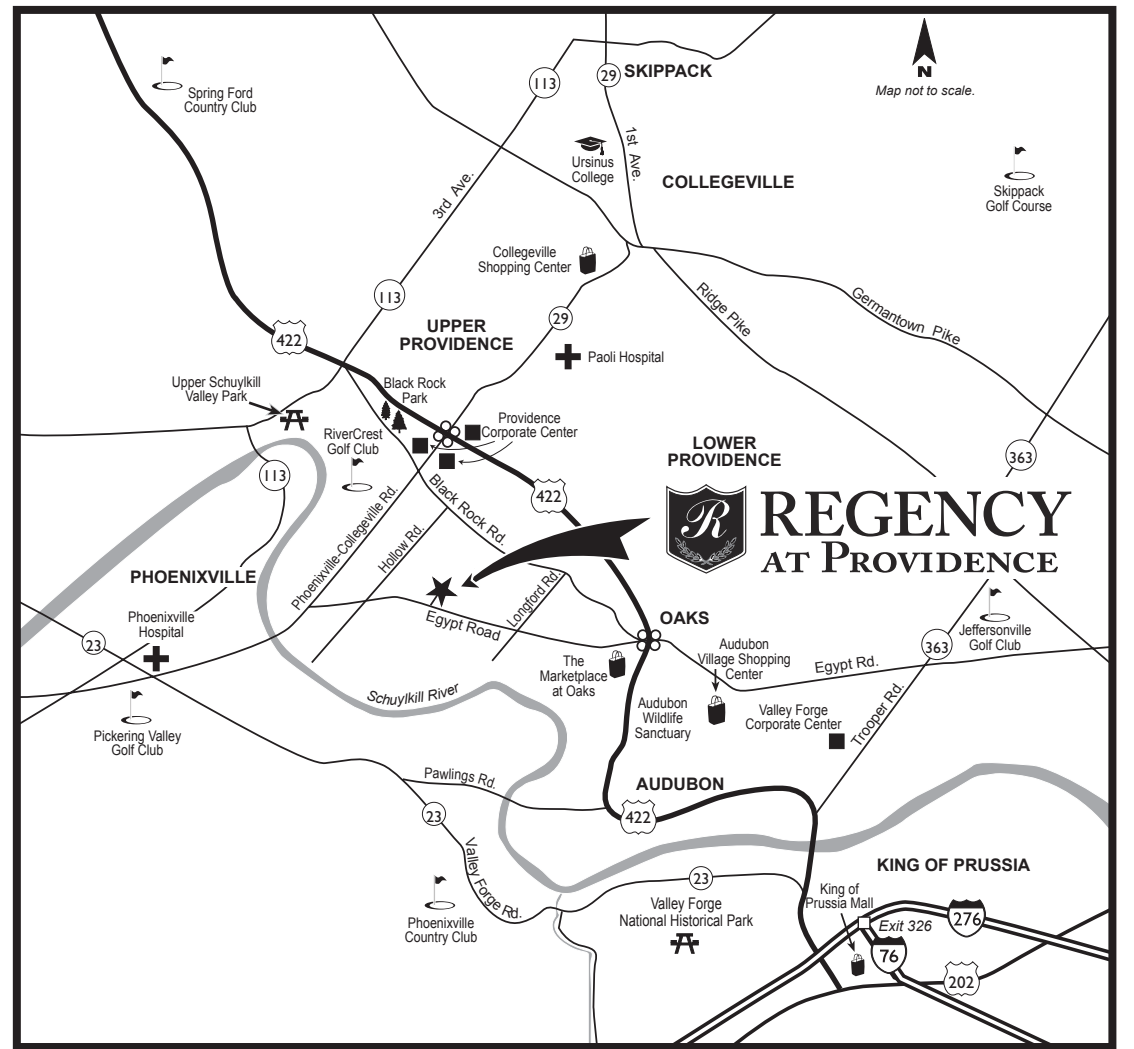 SKIPPACK
113
29
N
Map not to scale.
Spring Ford
Country Club
1st Ave.
Ursinus
College
COLLEGEVILLE
Skippack
Golf Course
3rd Ave.
Collegeville
Shopping Center
113
29
Ridge Pike
Germantown Pike
422
UPPER
PROVIDENCE
Paoli Hospital
Upper Schuylkill
Valley Park
Black Rock
Park
Providence
Corporate Center
RiverCrest
Golf Club
LOWER
PROVIDENCE
363
113
422
Black Rock Rd.
Phoenixville-Collegeville Rd.
Hollow Rd.
R
REGENCY
AT PROVIDENCE
PHOENIXVILLE
Longford Rd.
Egypt Road
OAKS
Phoenixville
Hospital
23
Jeffersonville
Golf Club
363
Audubon
Village Shopping
Center
Egypt Rd.
The
Marketplace
at Oaks
Schuylkill River
Audubon
Wildlife
Sanctuary
Valley Forge
Corporate Center
Trooper Rd.
Pickering Valley
Golf Club
Pawlings Rd.
AUDUBON
422
23
Valley Forge Rd.
KING OF PRUSSIA
23
King of
Prussia Mall
Valley Forge
National Historical Park
Phoenixville
Country Club
Exit 326
276
76
202